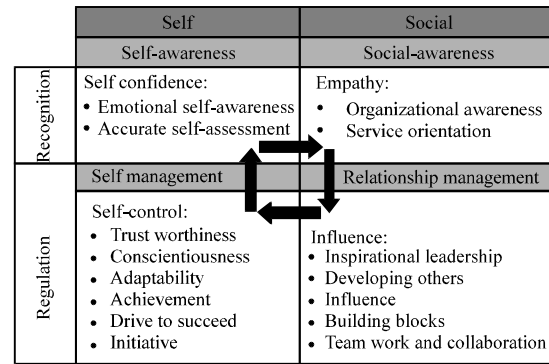 Self
Social
Self-awareness
Social-awareness
Recognition
Self confidence:
• Emotional self-awareness
• Accurate self-assessment
Empathy:
• Organizational awareness
• Service orientation
Regulation
Self management
Relationship management
Self-control:
• Trust worthiness
• Conscientiousness
• Adaptability
• Achievement
• Drive to succeed
• Initiative
Influence:
• Inspirational leadership
• Developing others
• Influence
• Building blocks
• Team work and collaboration